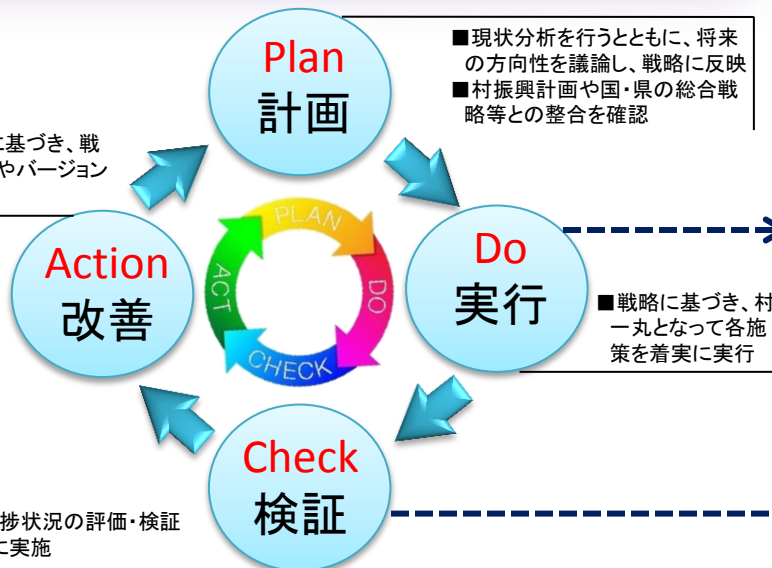 Plan
計画
■現状分析を行うとともに、将来
の方向性を議論し、戦略に反映
■村振興計画や国・県の総合戦
略等との整合を確認
に基づき、戦
やバージョン
Action
改善
PLAN
DO
CHECK
ACT
Do
実行
■戦略に基づき、村
一丸となって各施
策を着実に実行
Check
検証
捗状況の評価・検証
に実施